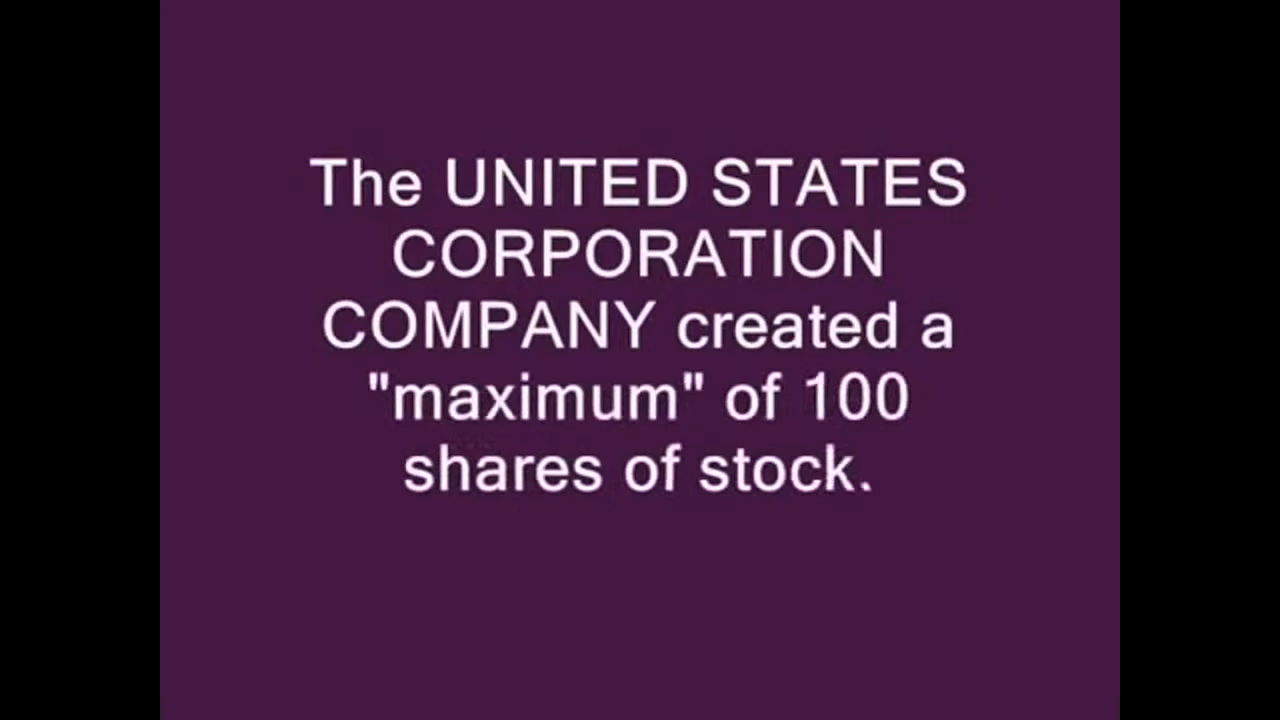 The UNITED STATES
CORPORATION
COMPANY created a
"maximum" of 100
shares of stock.